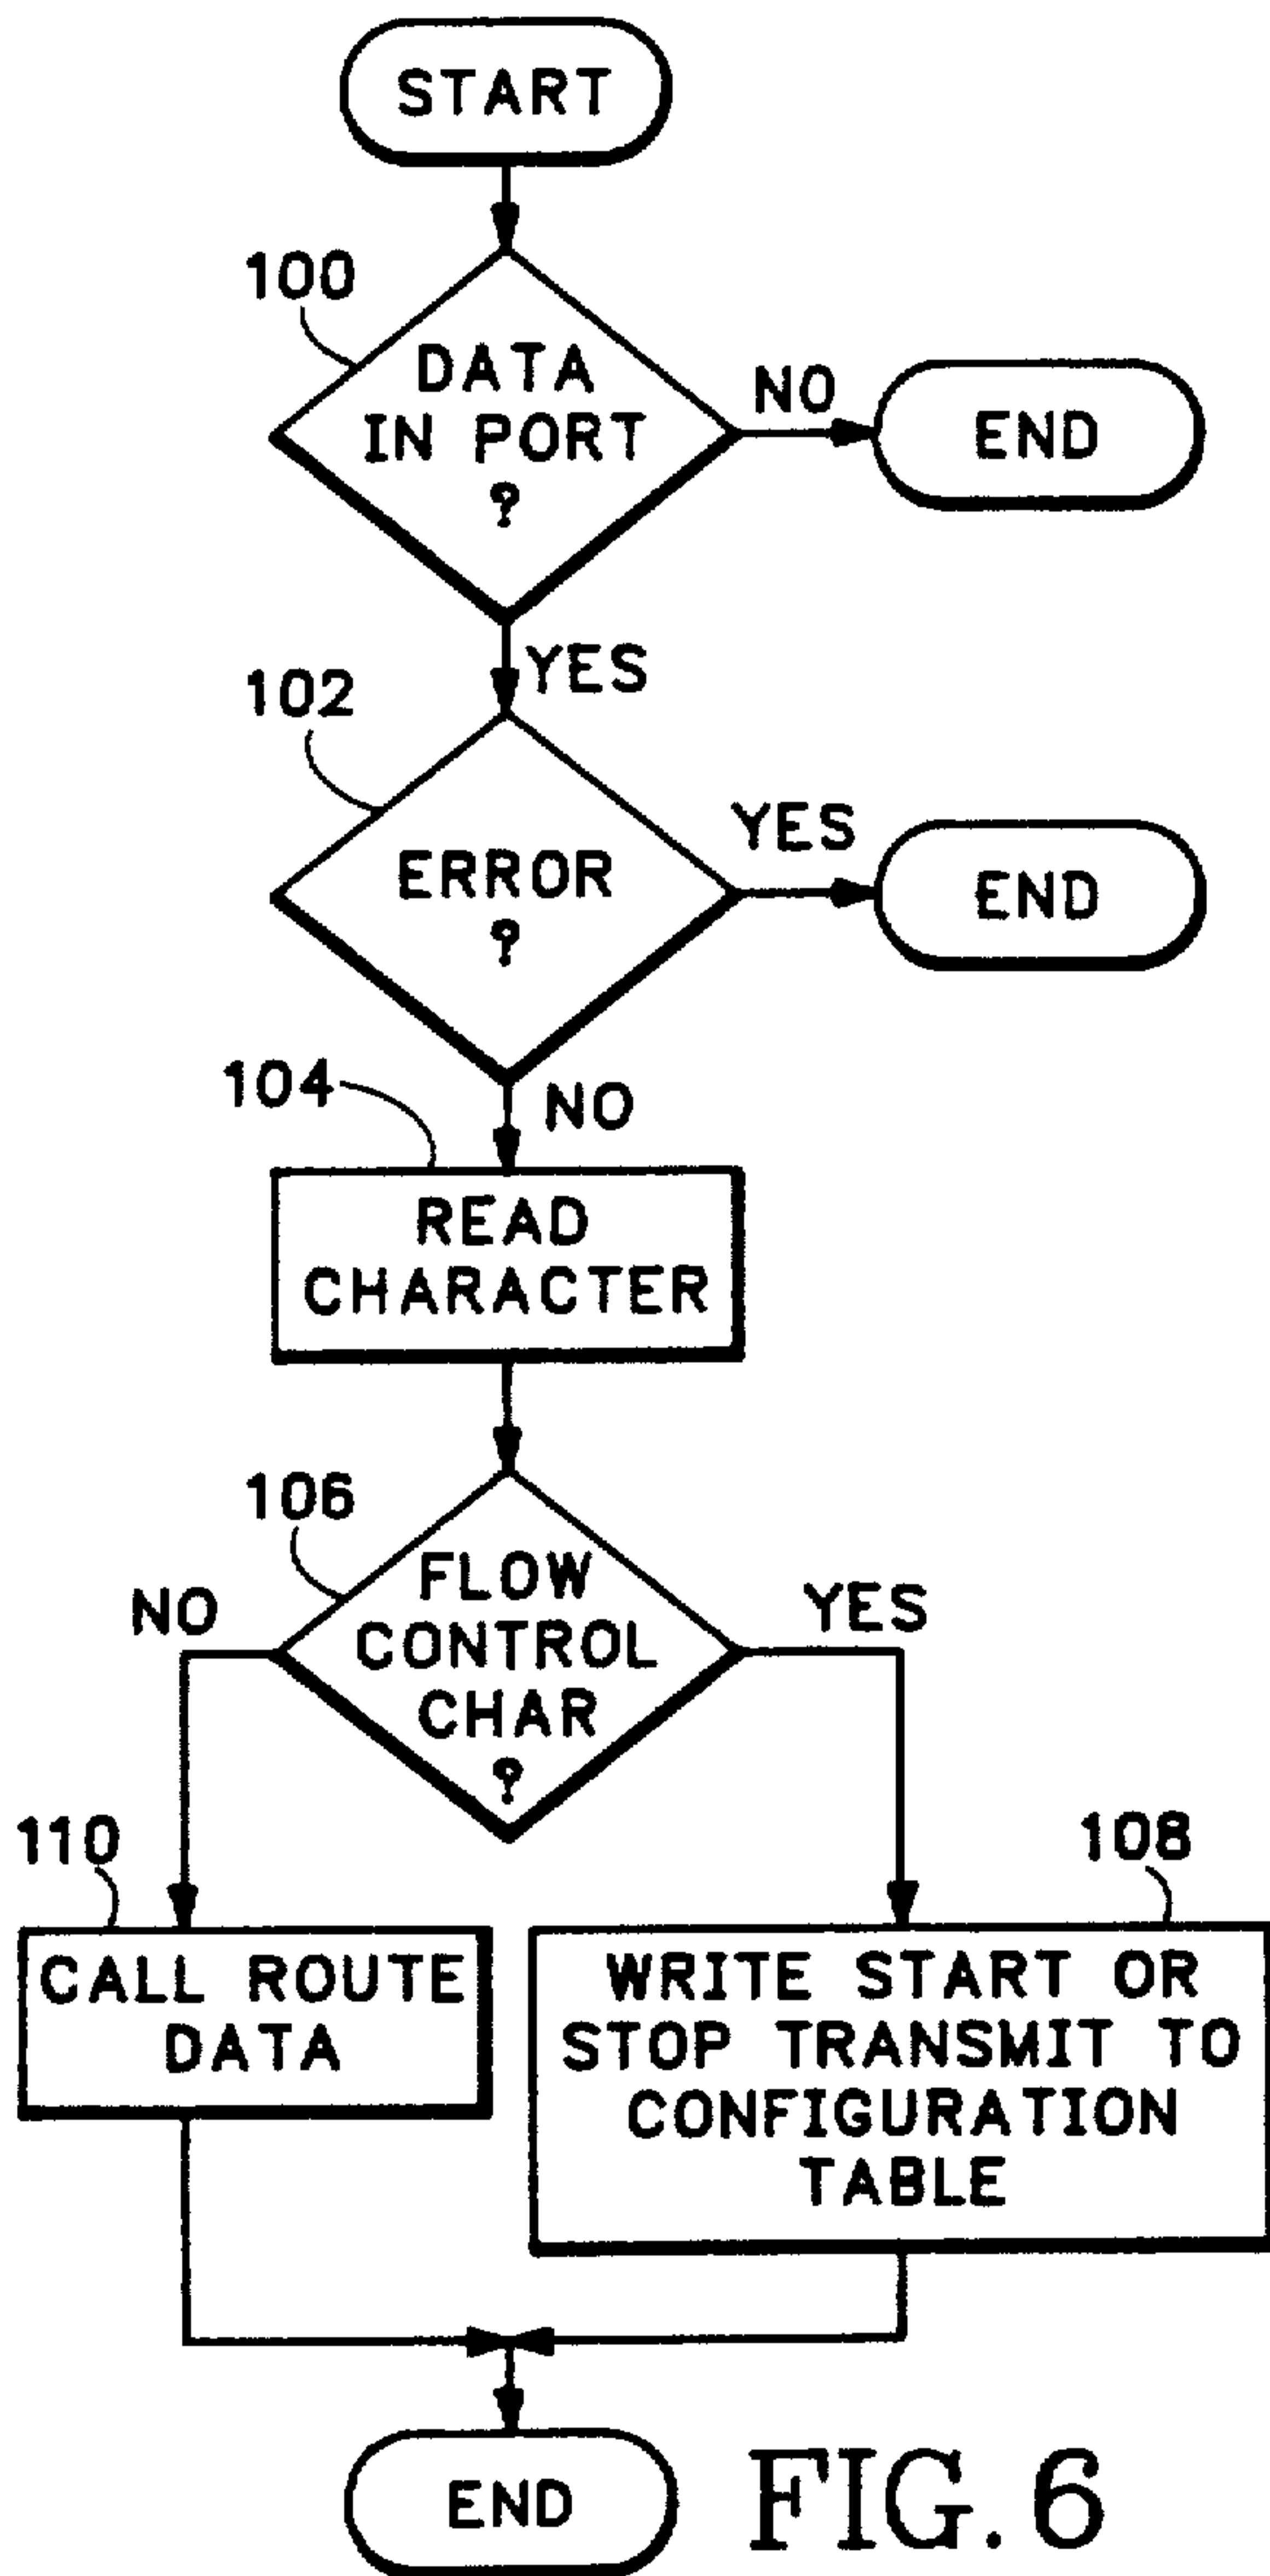 START
100
DATA
IN PORT
?
NO
END
YES
102
ERROR
?
YES
END
NO
104
READ
CHARACTER
106
FLOW
CONTROL
CHAR
?
NO
YES
110
CALL ROUTE
DATA
108
WRITE START OR
STOP TRANSMIT TO
CONFIGURATION
TABLE
END
FIG. 6